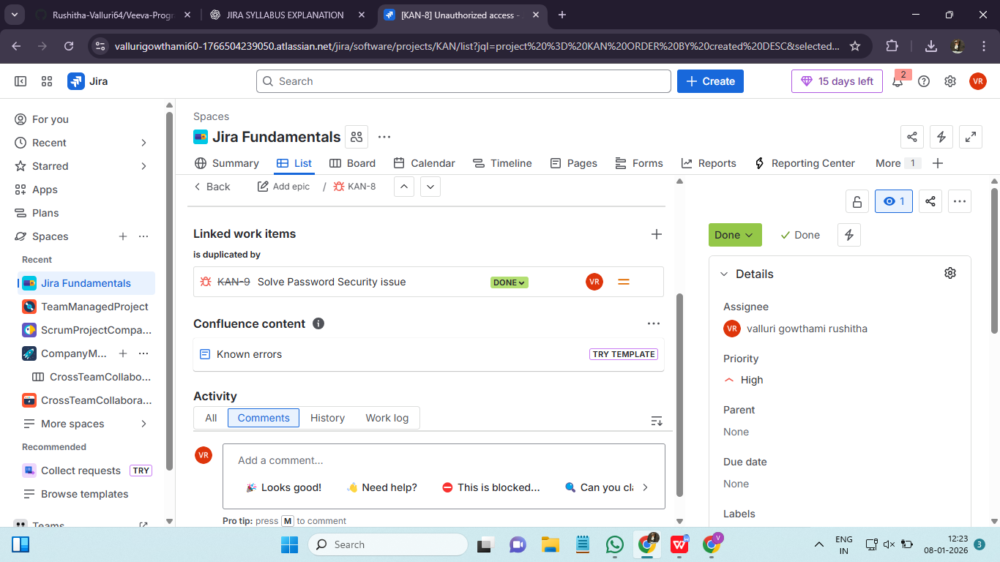 Rushitha-Valluri64/Veeva-Progr
JIRA SYLLABUS EXPLANATION
[KAN-8] Unauthorized access -
vallurigowthami60-1766504239050.atlassian.net/jira/software/projects/KAN/list?jql=project%20%3D%20KAN%20ORDER%20BY%20created%20DESC&selected...
Jira
Search
Create
15 days left
2
VR
For you
Recent
Starred
Apps
Plans
Spaces
Recent
Jira Fundamentals
TeamManagedProject
ScrumProjectCompa...
CompanyM...
CrossTeamCollabo...
CrossTeamCollabora...
More spaces
Recommended
Collect requests TRY
Browse templates
Teams
Spaces
Jira Fundamentals
Summary List Board Calendar Timeline Pages Forms Reports Reporting Center More 1
Back Add epic / KAN-8
Linked work items
is duplicated by
KAN-9 Solve Password Security issue DONE VR
Confluence content
Known errors TRY TEMPLATE
Activity
All Comments History Work log
VR
Add a comment...
Looks good! Need help? This is blocked... Can you cla
Pro tip: press M to comment
1
Done Done
Details
Assignee
VR valluri gowthami rushitha
Priority
High
Parent
None
Due date
None
Labels
Search
V
ENG
IN
12:23
08-01-2026
3